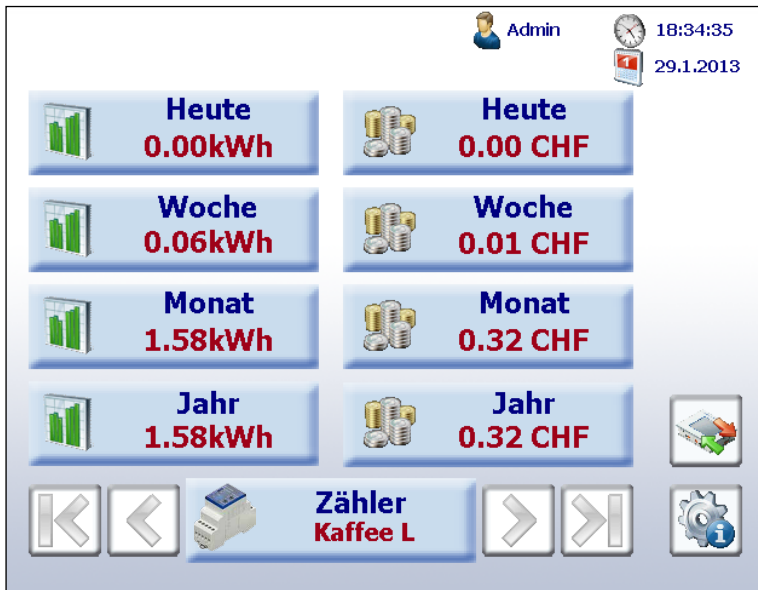 Admin
18:34:35
1
29.1.2013
Heute
0.00kWh
Heute
0.00 CHF
Woche
0.06kWh
Woche
0.01 CHF
Monat
1.58kWh
Monat
0.32 CHF
Jahr
1.58kWh
Jahr
0.32 CHF
Zähler
Kaffee L
i